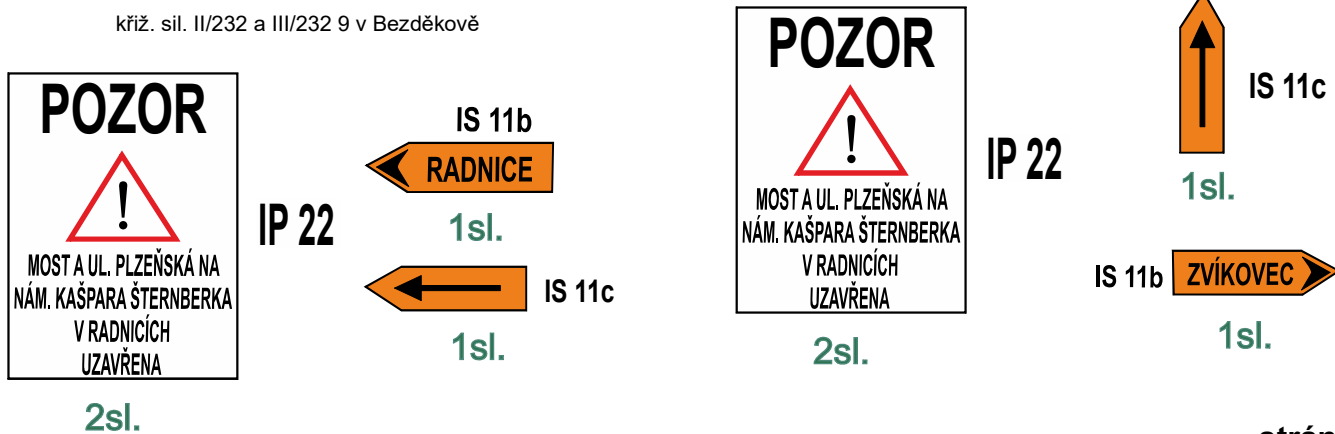 křiž. sil. II/232 a III/232 9 v Bezděkově
POZOR
!
MOST A UL. PLZEŇSKÁ NA
NÁM. KAŠPARA ŠTERNBERKA
V RADNICÍCH
UZAVŘENA
2sl.
IP 22
IS 11b
RADNICE
1sl.
IS 11c
1sl.
POZOR
!
MOST A UL. PLZEŇSKÁ NA
NÁM. KAŠPARA ŠTERNBERKA
V RADNICÍCH
UZAVŘENA
2sl.
IP 22
IS 11c
1sl.
IS 11b
ZVÍKOVEC
1sl.